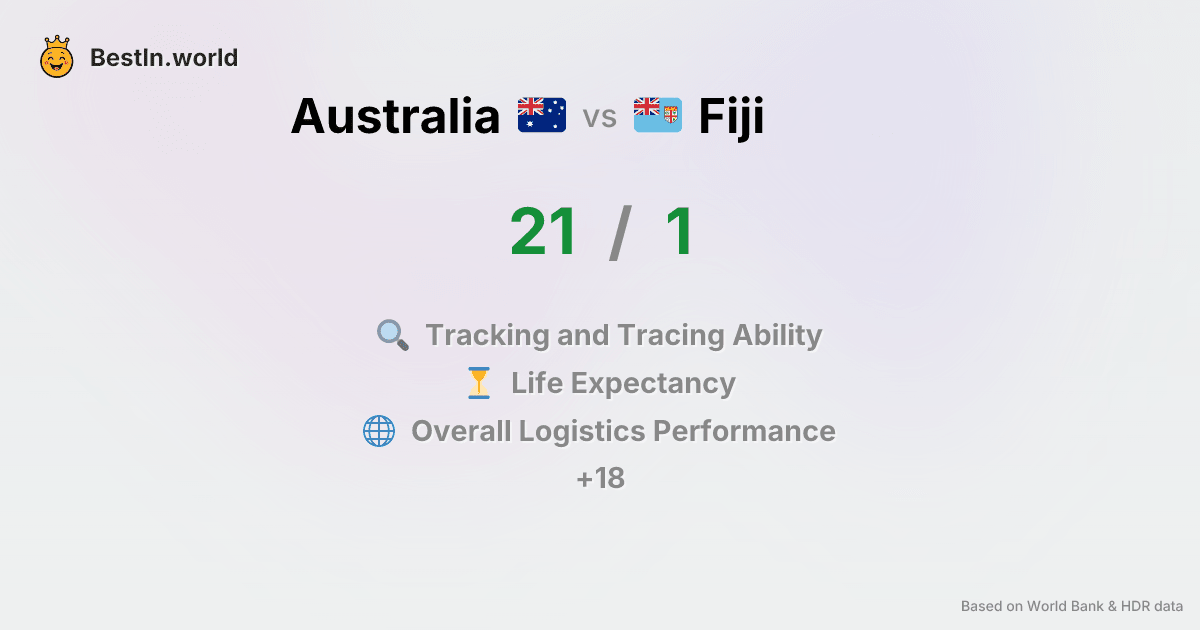 BestIn.world
Australia vs Fiji
21 / 1
Tracking and Tracing Ability
Life Expectancy
Overall Logistics Performance
+18
Based on World Bank & HDR data